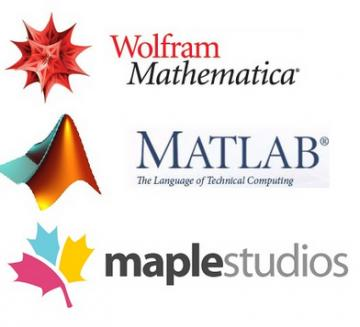 Wolfram
Mathematica®
MATLAB®
The Language of Technical Computing
maplestudios